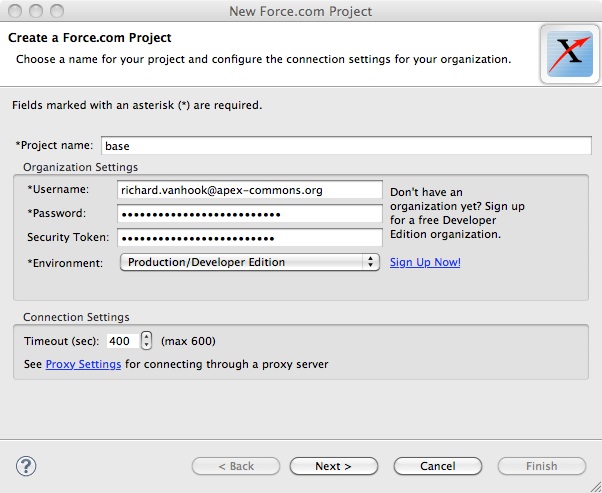 New Force.com Project
Create a Force.com Project
Choose a name for your project and configure the connection settings for your organization.
X
Fields marked with an asterisk (*) are required.
*Project name: base
Organization Settings
*Username: richard.vanhook@apex-commons.org
*Password: ••••••••••••••••••••••••••
Security Token: •••••••••••••••••••••••••
*Environment: Production/Developer Edition
Don't have an
organization yet? Sign up
for a free Developer
Edition organization.
Sign Up Now!
Connection Settings
Timeout (sec): 400 (max 600)
See Proxy Settings for connecting through a proxy server
? < Back Next > Cancel Finish